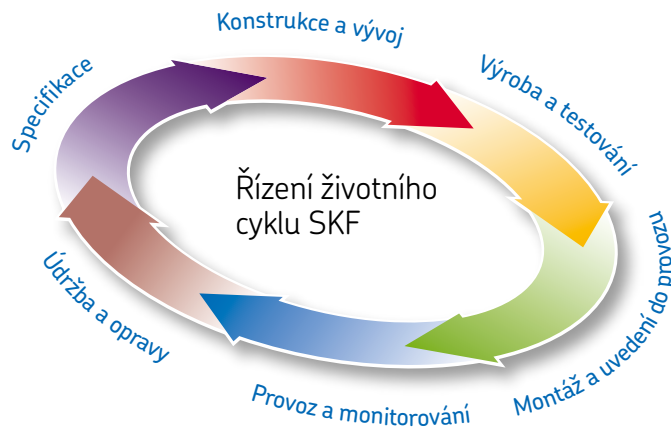 Konstrukce a vývoj
Výroba a testování
Montáž a uvedení do provozu
Provoz a monitorování
Údržba a opravy
Specifikace
Řízení životního
cyklu SKF